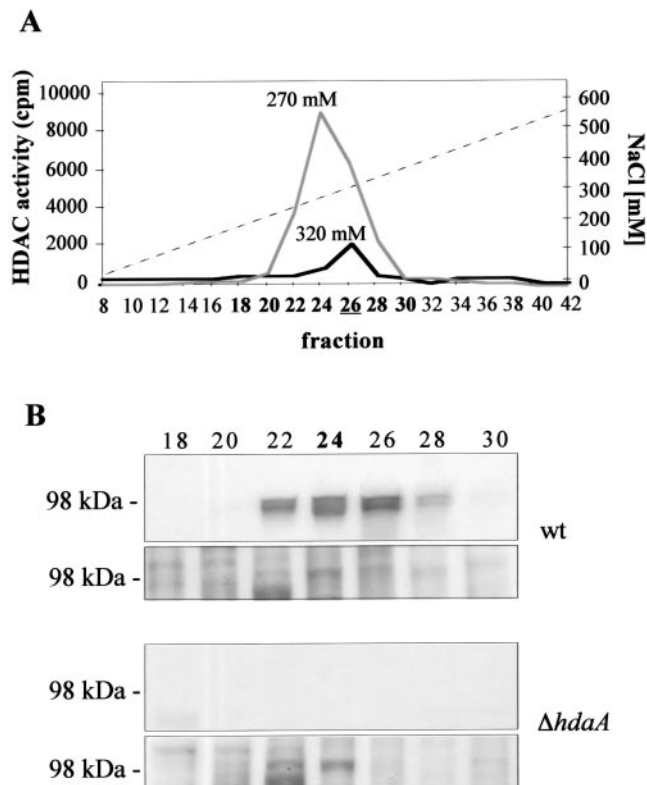 A
HDAC activity (cpm)
10000
8000
6000
4000
2000
0
270 mM
320 mM
600
500
400
300
200
100
0
NaCl [mM]
8 10 12 14 16 18 20 22 24 26 28 30 32 34 36 38 40 42
fraction
B
18 20 22 24 26 28 30
98 kDa -
wt
98 kDa -
98 kDa -
ΔhdaA
98 kDa -